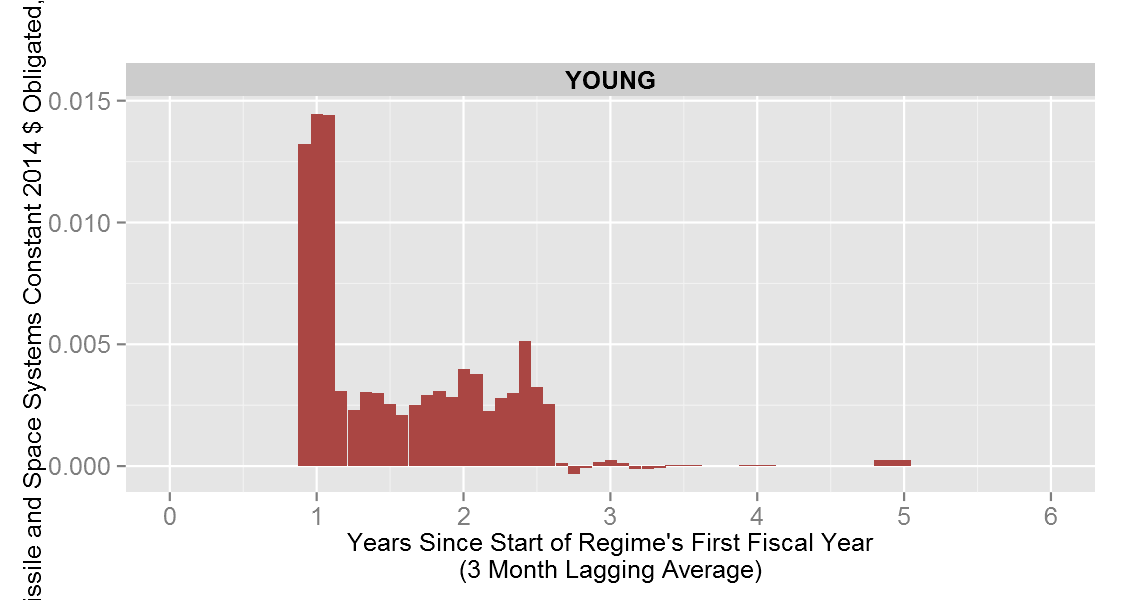 YOUNG
issile and Space Systems Constant 2014 $ Obligated,
0.015
0.010
0.005
0.000
0 1 2 3 4 5 6
Years Since Start of Regime's First Fiscal Year
(3 Month Lagging Average)